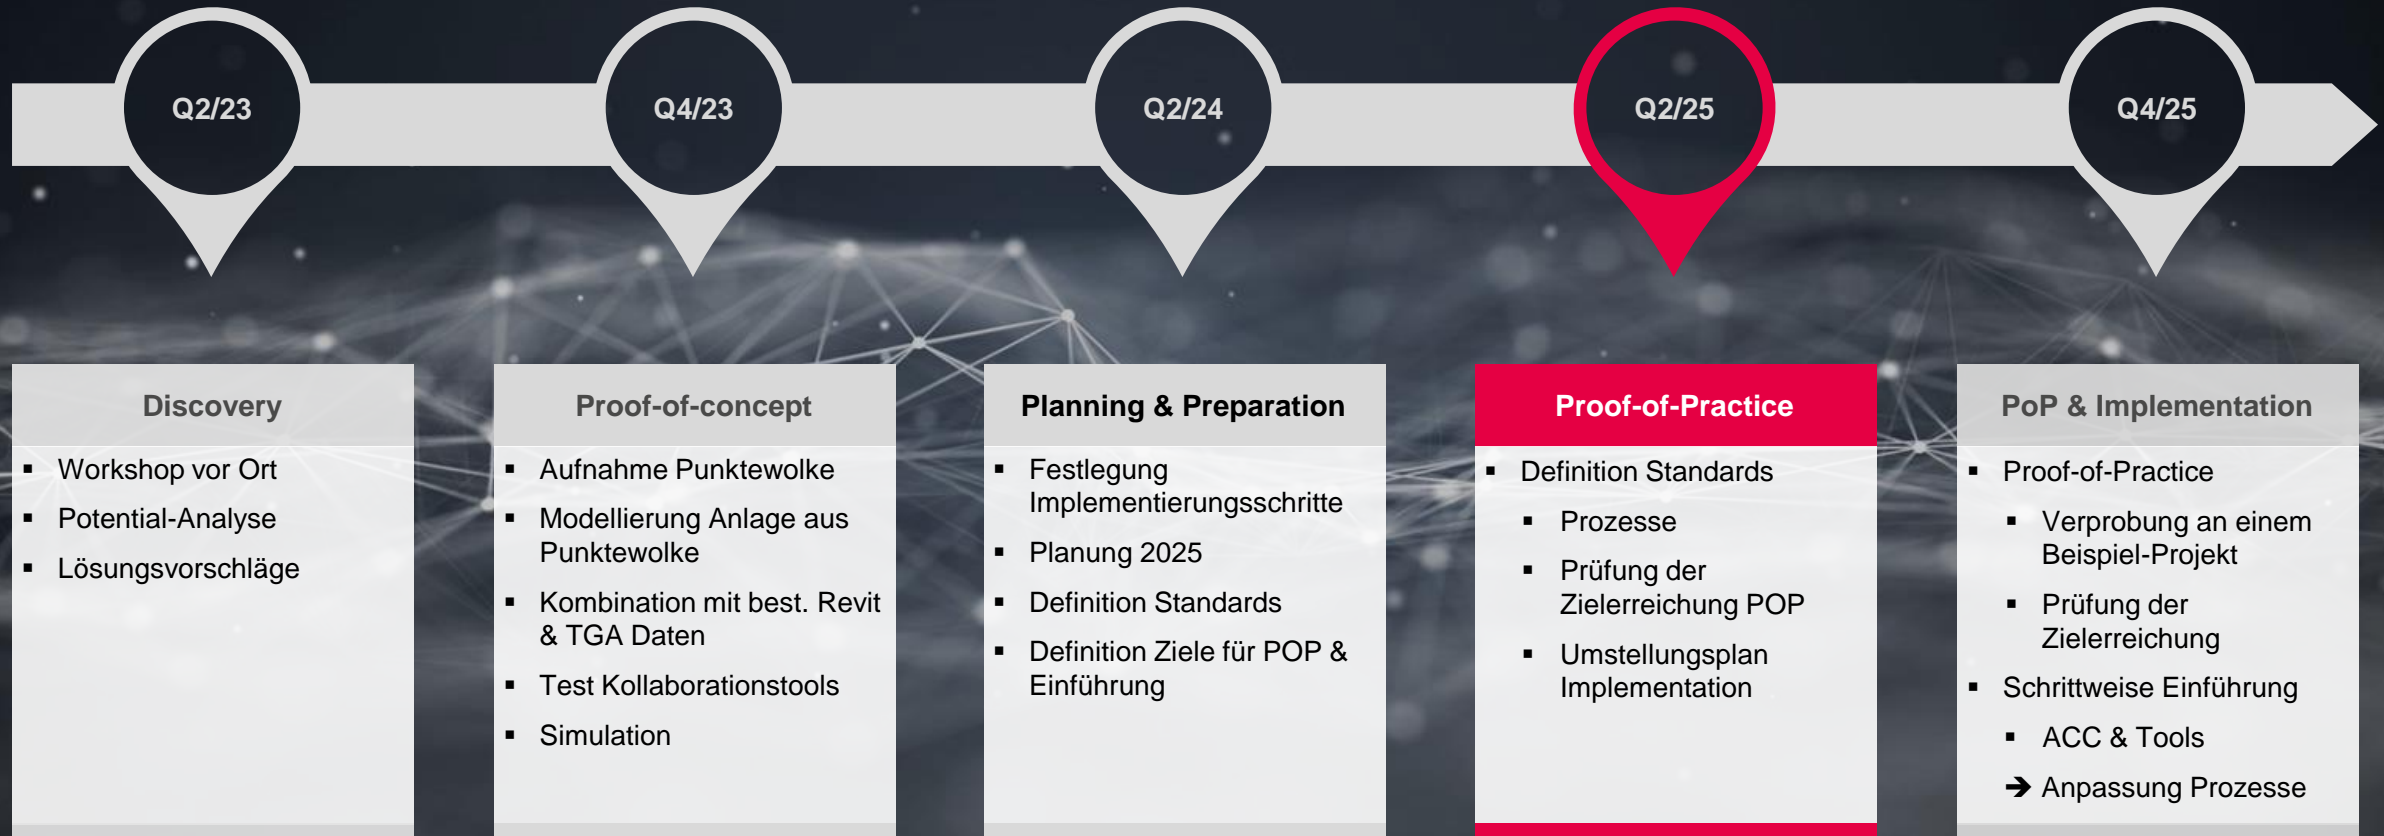 Q2/23
Q4/23
Q2/24
Q2/25
Q4/25
Discovery
▪ Workshop vor Ort
▪ Potential-Analyse
▪ Lösungsvorschläge
Proof-of-concept
▪ Aufnahme Punktewolke
▪ Modellierung Anlage aus
Punktewolke
▪ Kombination mit best. Revit
& TGA Daten
▪ Test Kollaborationstools
▪ Simulation
Planning & Preparation
▪ Festlegung
Implementierungsschritte
▪ Planung 2025
▪ Definition Standards
▪ Definition Ziele für POP &
Einführung
Proof-of-Practice
▪ Definition Standards
▪ Prozesse
▪ Prüfung der
Zielerreichung POP
▪ Umstellungsplan
Implementation
PoP & Implementation
▪ Proof-of-Practice
▪ Verprobung an einem
Beispiel-Projekt
▪ Prüfung der
Zielerreichung
▪ Schrittweise Einführung
▪ ACC & Tools
➔ Anpassung Prozesse